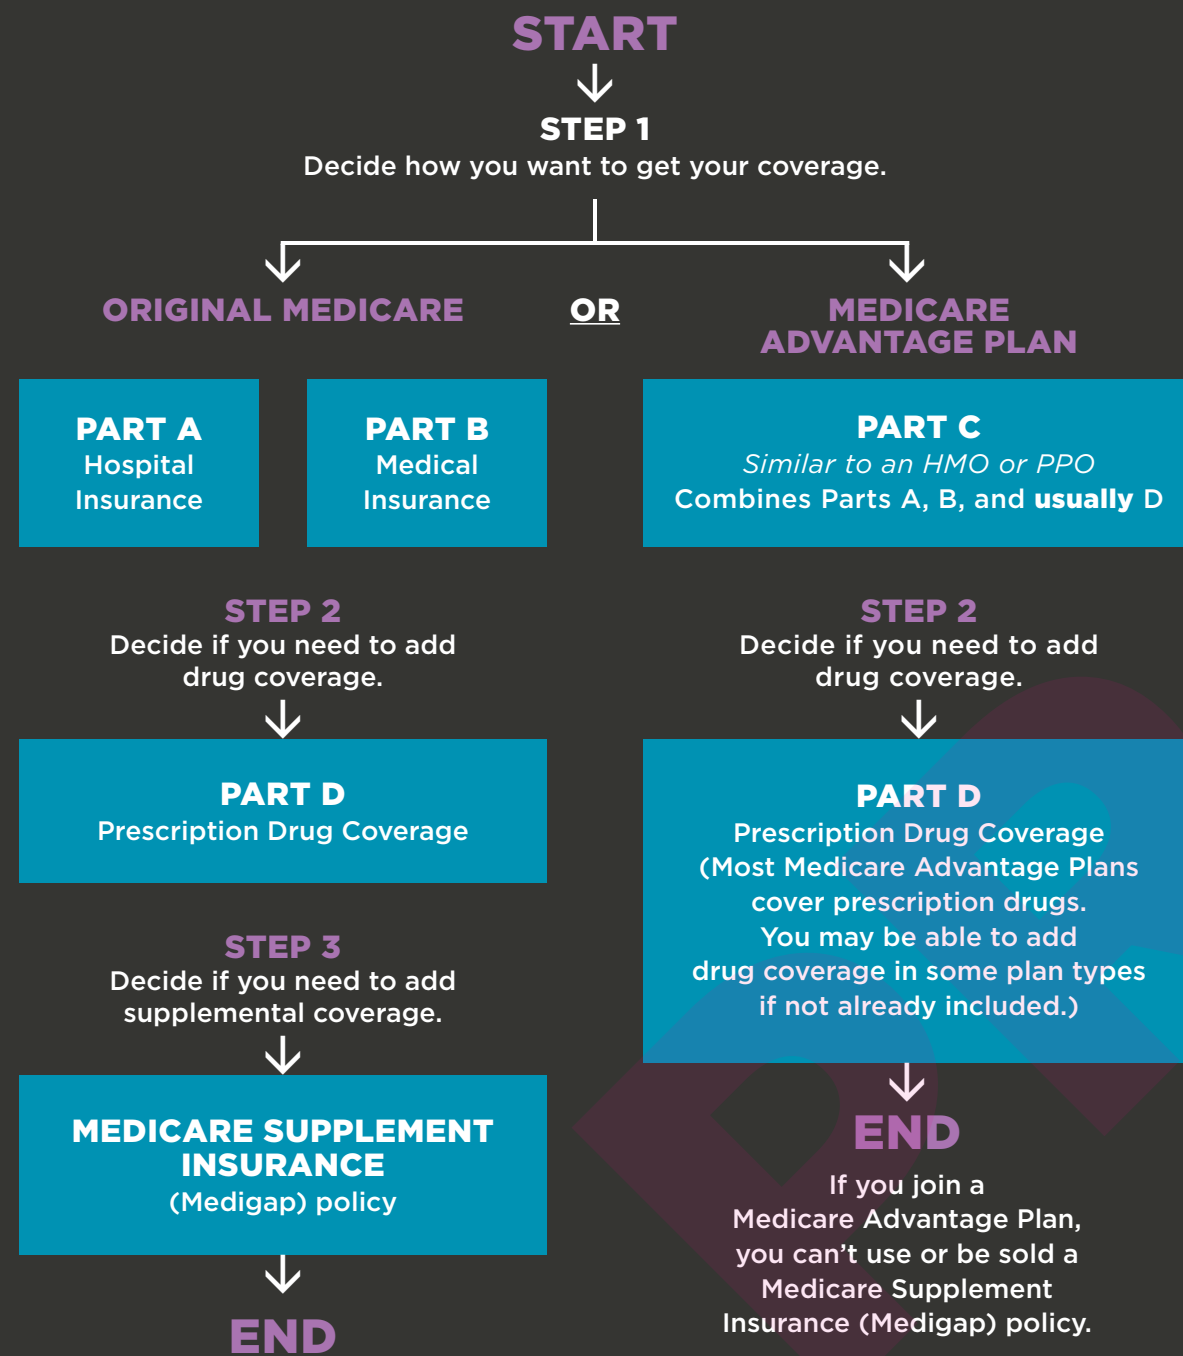 START
STEP 1
Decide how you want to get your coverage.
ORIGINAL MEDICARE
OR
MEDICARE
ADVANTAGE PLAN
PART A
Hospital
Insurance
PART B
Medical
Insurance
PART C
Similar to an HMO or PPO
Combines Parts A, B, and usually D
STEP 2
Decide if you need to add
drug coverage.
PART D
Prescription Drug Coverage
STEP 3
Decide if you need to add
supplemental coverage.
MEDICARE SUPPLEMENT
INSURANCE
(Medigap) policy
END
STEP 2
Decide if you need to add
drug coverage.
PART D
Prescription Drug Coverage
(Most Medicare Advantage Plans
cover prescription drugs.
You may be able to add
drug coverage in some plan types
if not already included.)
END
If you join a
Medicare Advantage Plan,
you can’t use or be sold a
Medicare Supplement
Insurance (Medigap) policy.